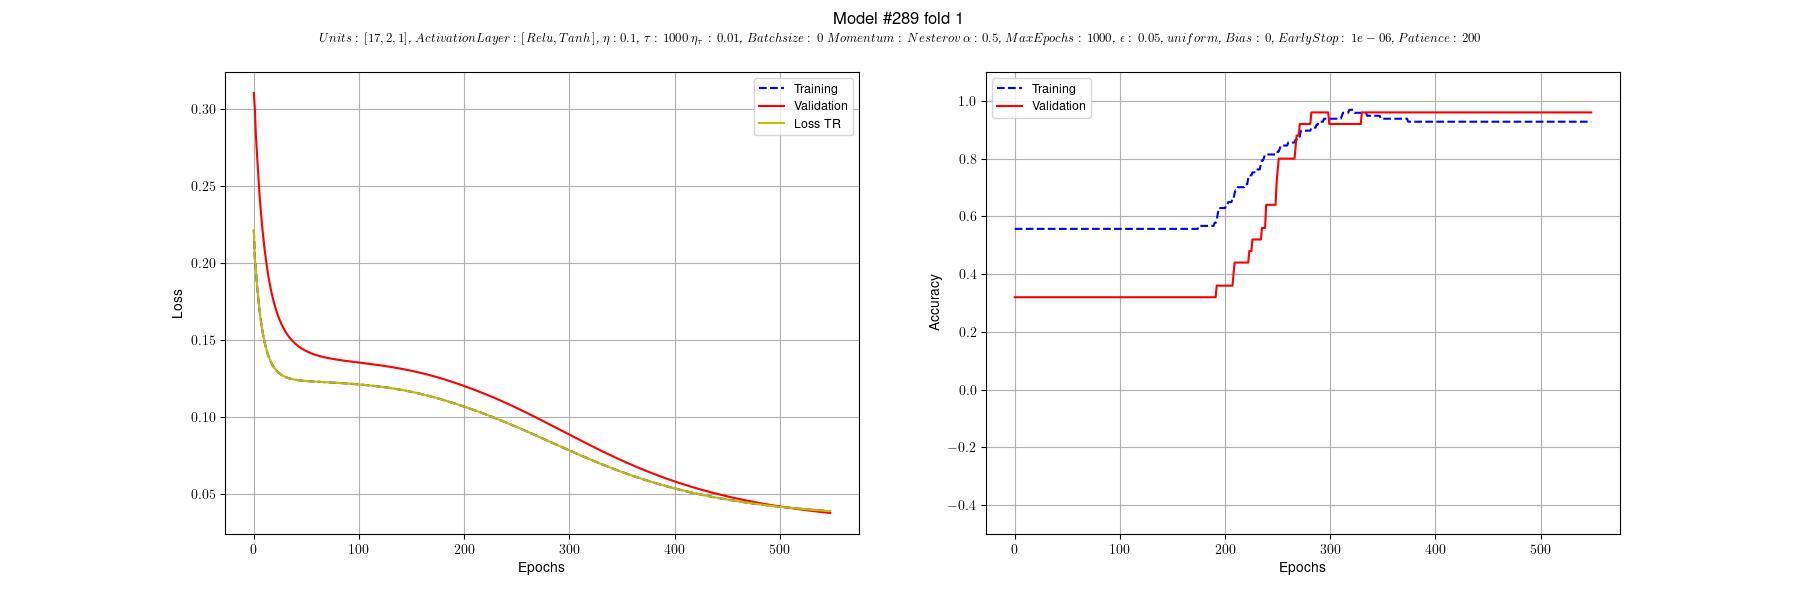 Model #289 fold 1
Units : [17, 2, 1], ActivationLayer : [Relu, Tanh], η : 0.1, τ : 1000 η_τ : 0.01, Batchsize : 0 Momentum : Nesterov α : 0.5, MaxEpochs : 1000, ϵ : 0.05, uniform, Bias : 0, EarlyStop : 1e − 06, Patience : 200
Training
Validation
Loss TR
0.30
0.25
0.20
0.15
0.10
0.05
Loss
0 100 200 300 400 500
Epochs
Training
Validation
1.0
0.8
0.6
0.4
0.2
0.0
−0.2
−0.4
Accuracy
0 100 200 300 400 500
Epochs